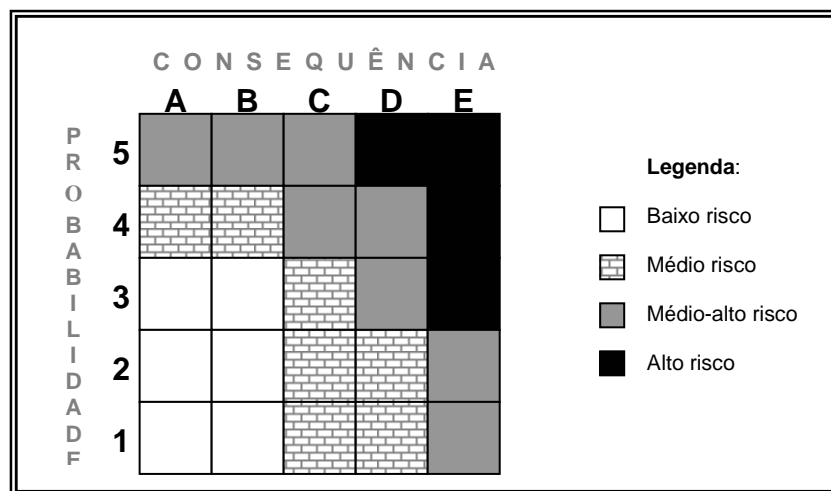 C O N S E Q U Ê N C I A
A B C D E
P R O B A B I L I D A D E
5
4
3
2
1
Legenda:
Baixo risco
Médio risco
Médio-alto risco
Alto risco